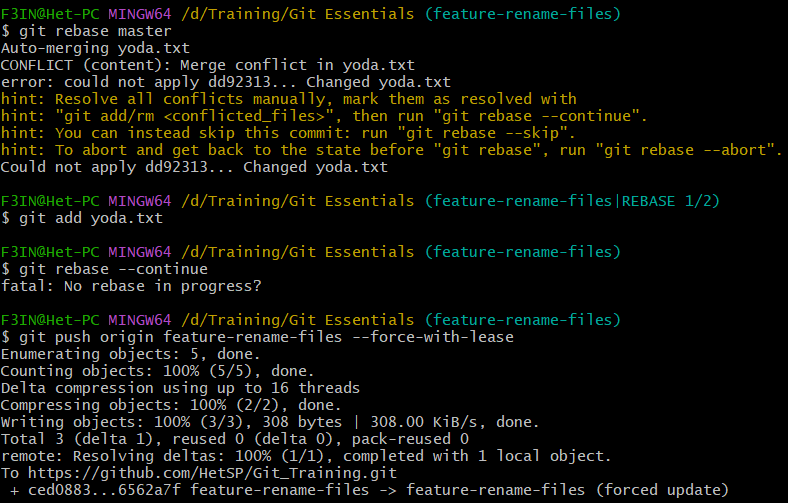 F3IN@Het-PC MINGW64 /d/Training/Git Essentials (feature-rename-files)
$ git rebase master
Auto-merging yoda.txt
CONFLICT (content): Merge conflict in yoda.txt
error: could not apply dd92313... Changed yoda.txt
hint: Resolve all conflicts manually, mark them as resolved with
hint: "git add/rm <conflicted_files>", then run "git rebase --continue".
hint: You can instead skip this commit: run "git rebase --skip".
hint: To abort and get back to the state before "git rebase", run "git rebase --abort".
Could not apply dd92313... Changed yoda.txt
F3IN@Het-PC MINGW64 /d/Training/Git Essentials (feature-rename-files|REBASE 1/2)
$ git add yoda.txt
F3IN@Het-PC MINGW64 /d/Training/Git Essentials (feature-rename-files)
$ git rebase --continue
fatal: No rebase in progress?
F3IN@Het-PC MINGW64 /d/Training/Git Essentials (feature-rename-files)
$ git push origin feature-rename-files --force-with-lease
Enumerating objects: 5, done.
Counting objects: 100% (5/5), done.
Delta compression using up to 16 threads
Compressing objects: 100% (2/2), done.
Writing objects: 100% (3/3), 308 bytes | 308.00 KiB/s, done.
Total 3 (delta 1), reused 0 (delta 0), pack-reused 0
remote: Resolving deltas: 100% (1/1), completed with 1 local object.
To https://github.com/HetSP/Git_Training.git
 + ced0883...6562a7f feature-rename-files -> feature-rename-files (forced update)